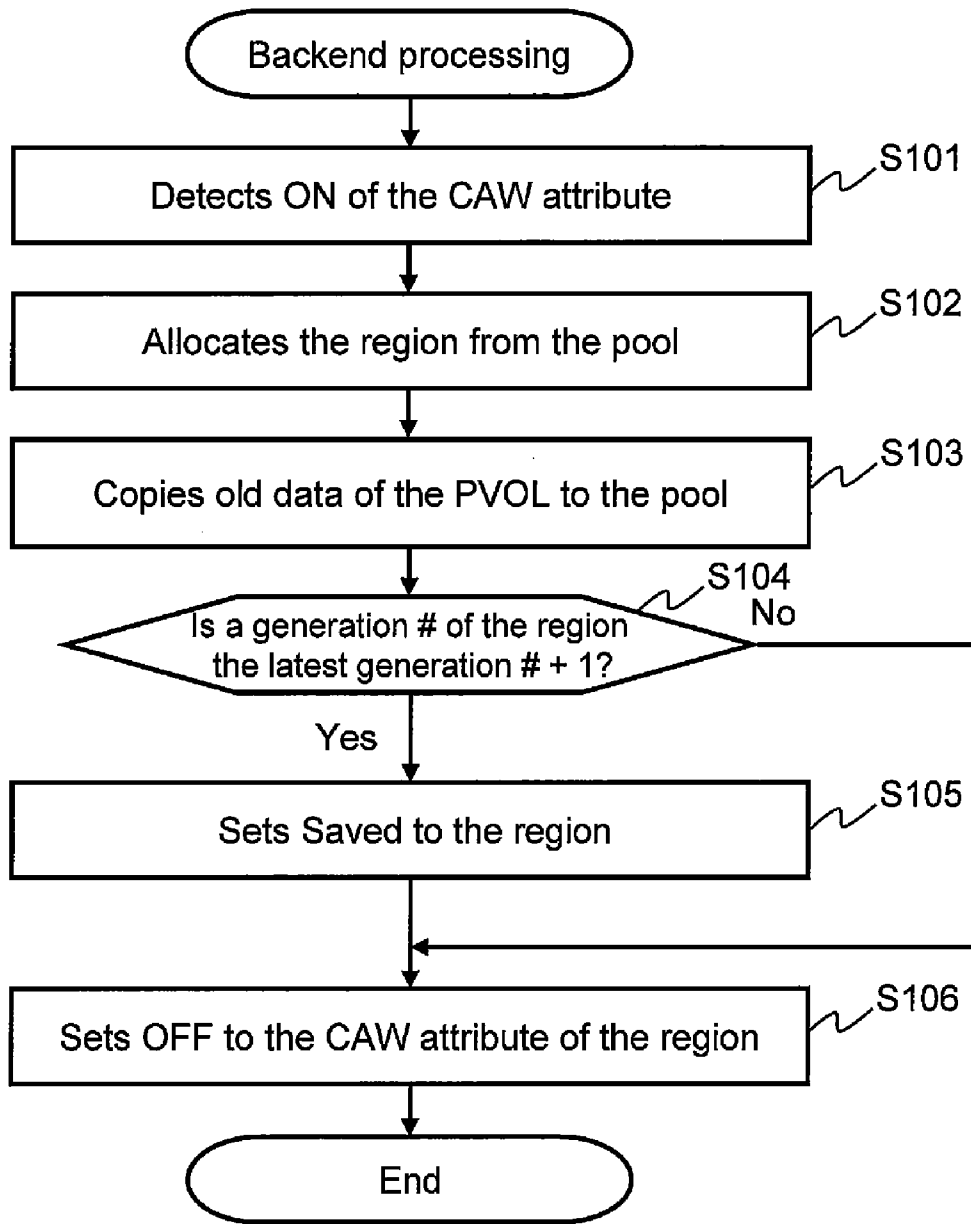 Backend processing
S101
Detects ON of the CAW attribute
S102
Allocates the region from the pool
S103
Copies old data of the PVOL to the pool
S104
No
Is a generation # of the region
the latest generation # + 1?
Yes
S105
Sets Saved to the region
S106
Sets OFF to the CAW attribute of the region
End